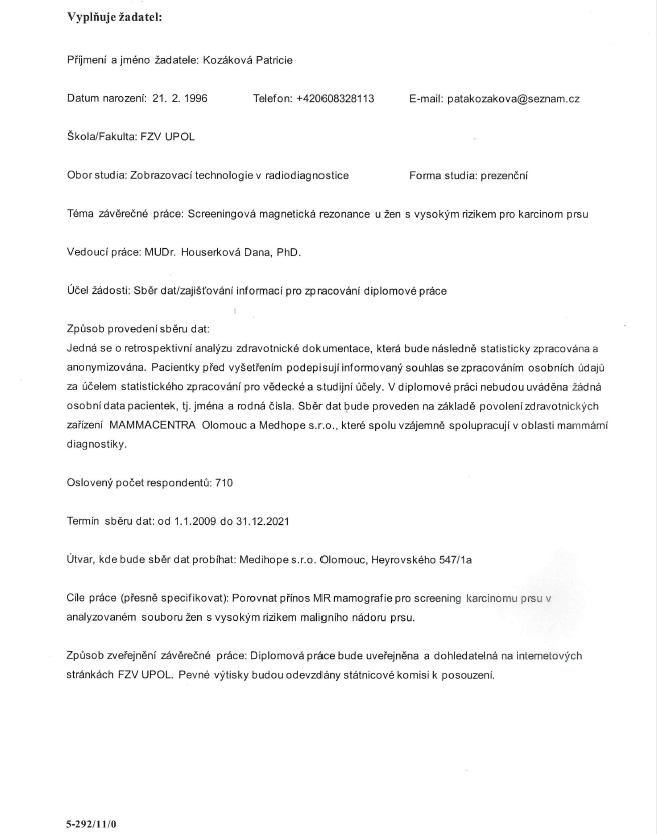 Vyplňuje žadatel:
Příjmení a jméno žadatele: Kozáková Patricie
Datum narození: 21. 2. 1996 Telefon: +420608328113 E-mail: patakozakova@seznam.cz
Škola/Fakulta: FZV UPOL
Obor studia: Zobrazovací technologie v radiodiagnostice Forma studia: prezenční
Téma závěrečné práce: Screeningová magnetická rezonance u žen s vysokým rizikem pro karcinom prsu
Vedoucí práce: MUDr. Houserková Dana, PhD.
Účel žádosti: Sběr dat/zajišťování informací pro zpracování diplomové práce
Způsob provedení sběru dat:
Jedná se o retrospektivní analýzu zdravotnické dokumentace, která bude následně statisticky zpracována a
anonymizována. Pacientky před vyšetřením podepisují informovaný souhlas se zpracováním osobních údajů
za účelem statistického zpracování pro vědecké a studijní účely. V diplomové práci nebudou uváděna žádná
osobní data pacientek, tj. jména a rodná čísla. Sběr dat bude proveden na základě povolení zdravotnických
zařízení MAMMACENTRA Olomouc a Medhope s.r.o., které spolu vzájemně spolupracují v oblasti mammární
diagnostiky.
Oslovený počet respondentů: 710
Termín sběru dat: od 1.1.2009 do 31.12.2021
Útvar, kde bude sběr dat probíhat: Medihope s.r.o. Olomouc, Heyrovského 547/1a
Cíle práce (přesně specifikovat): Porovnat přínos MR mamografie pro screening karcinomu prsu v
analyzovaném souboru žen s vysokým rizikem maligního nádoru prsu.
Způsob zveřejnění závěrečné práce: Diplomová práce bude uveřejněna a dohledatelná na internetových
stránkách FZV UPOL. Pevné výtisky budou odevzdány státnicové komisi k posouzení.
5-292/11/0